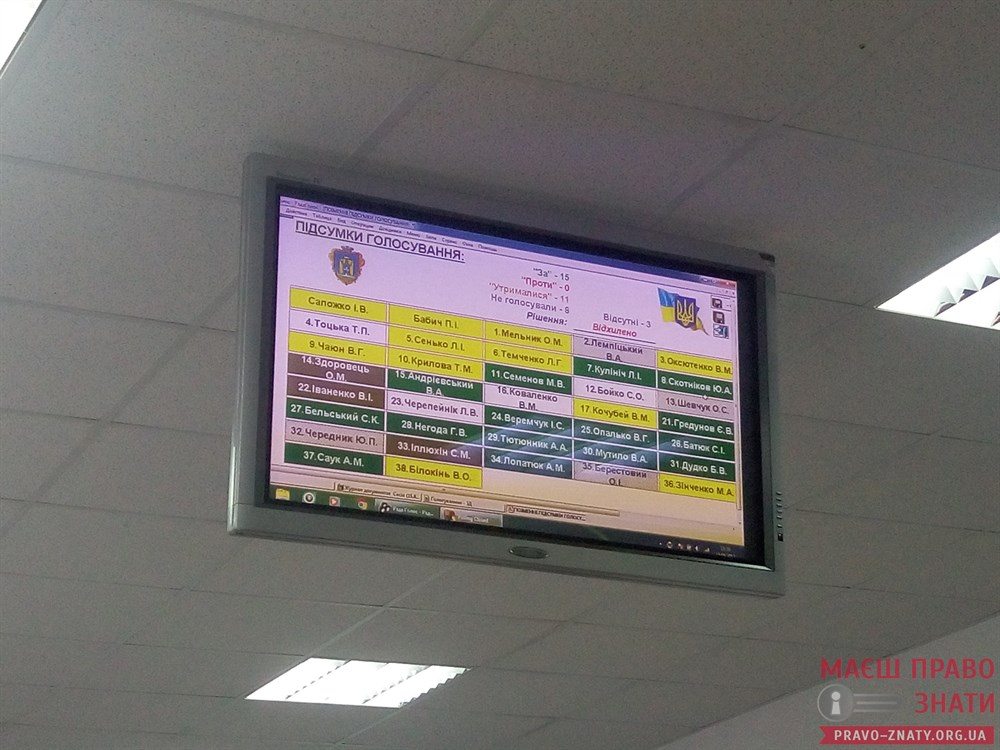 ПІДСУМКИ ГОЛОСУВАННЯ:
"За" - 15
"Проти" - 0
"Утрималися" - 11
Не голосували - 8
Відсутні - 3
Рішення: Відхилено
Саложко І.В. Бабич П.І. 1.Мельник О.М. 2.Лемпіцький В.А. 3.Оксютенко В.М.
4.Тоцька Т.П. 5.Сенько Л.І. 6.Темченко Л.Г. 7.Кулініч Л.І. 8.Скотніков Ю.А.
9.Чаюн В.Г. 10.Крилова Т.М. 11.Семенов М.В. 12.Бойко С.О. 13.Шевчук О.С.
14.Здоровець О.М. 15.Андрієвський В.А. 16.Коваленко В.М. 17.Кочубей В.М. 21.Гредунов Є.В.
22.Іваненко В.І. 23.Черепейнік Л.В. 24.Веремчук І.С. 25.Опалько В.Г. 26.Батюк С.І.
27.Бельський С.К. 28.Негода Г.В. 29.Тютюнник А.А. 30.Мутило В.А. 31.Дудко Б.В.
32.Чередник Ю.П. 33.Іллюхін С.М. 34.Лопатюк А.М. 35.Берестовий О.І. 36.Зінченко М.А.
37.Саук А.М. 38.Білокінь В.О.
МАЄШ ПРАВО
ЗНАТИ
PRAVO-ZNATY.ORG.UA